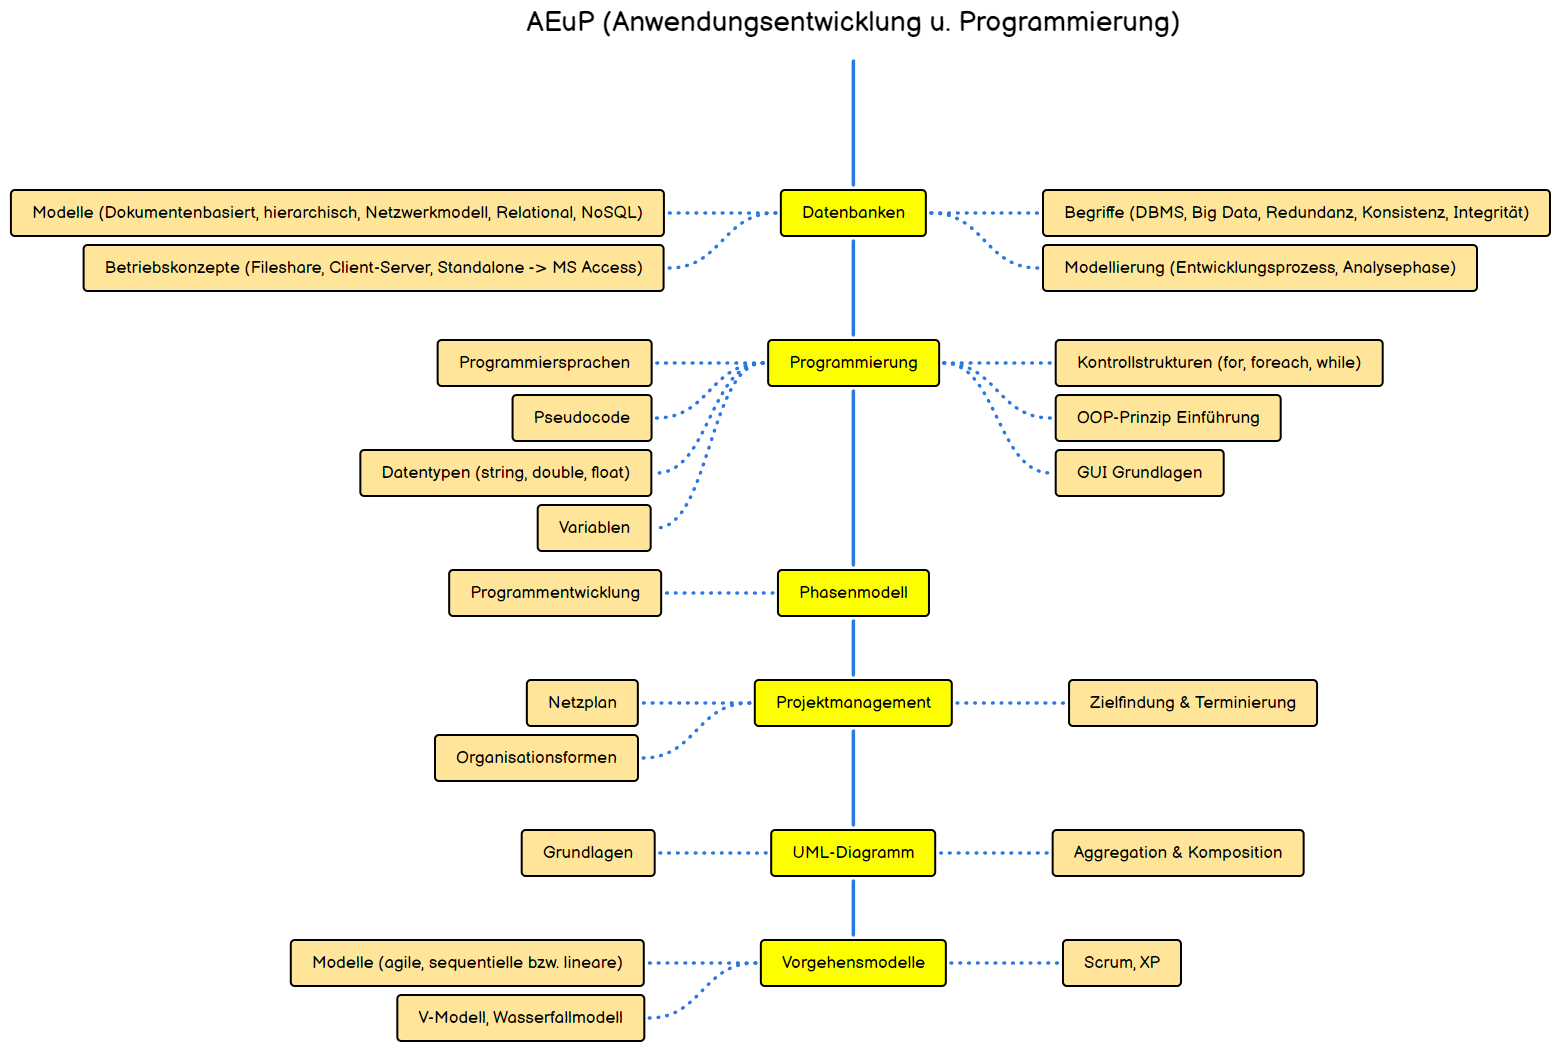 AEuP (Anwendungsentwicklung u. Programmierung)
Modelle (Dokumentenbasiert, hierarchisch, Netzwerkmodell, Relational, NoSQL)
Datenbanken
Begriffe (DBMS, Big Data, Redundanz, Konsistenz, Integrität)
Betriebskonzepte (Fileshare, Client-Server, Standalone -> MS Access)
Modellierung (Entwicklungsprozess, Analysephase)
Programmiersprachen
Programmierung
Kontrollstrukturen (for, foreach, while)
Pseudocode
OOP-Prinzip Einführung
Datentypen (string, double, float)
GUI Grundlagen
Variablen
Programmentwicklung
Phasenmodell
Netzplan
Projektmanagement
Zielfindung & Terminierung
Organisationsformen
Grundlagen
UML-Diagramm
Aggregation & Komposition
Modelle (agile, sequentielle bzw. lineare)
Vorgehensmodelle
Scrum, XP
V-Modell, Wasserfallmodell